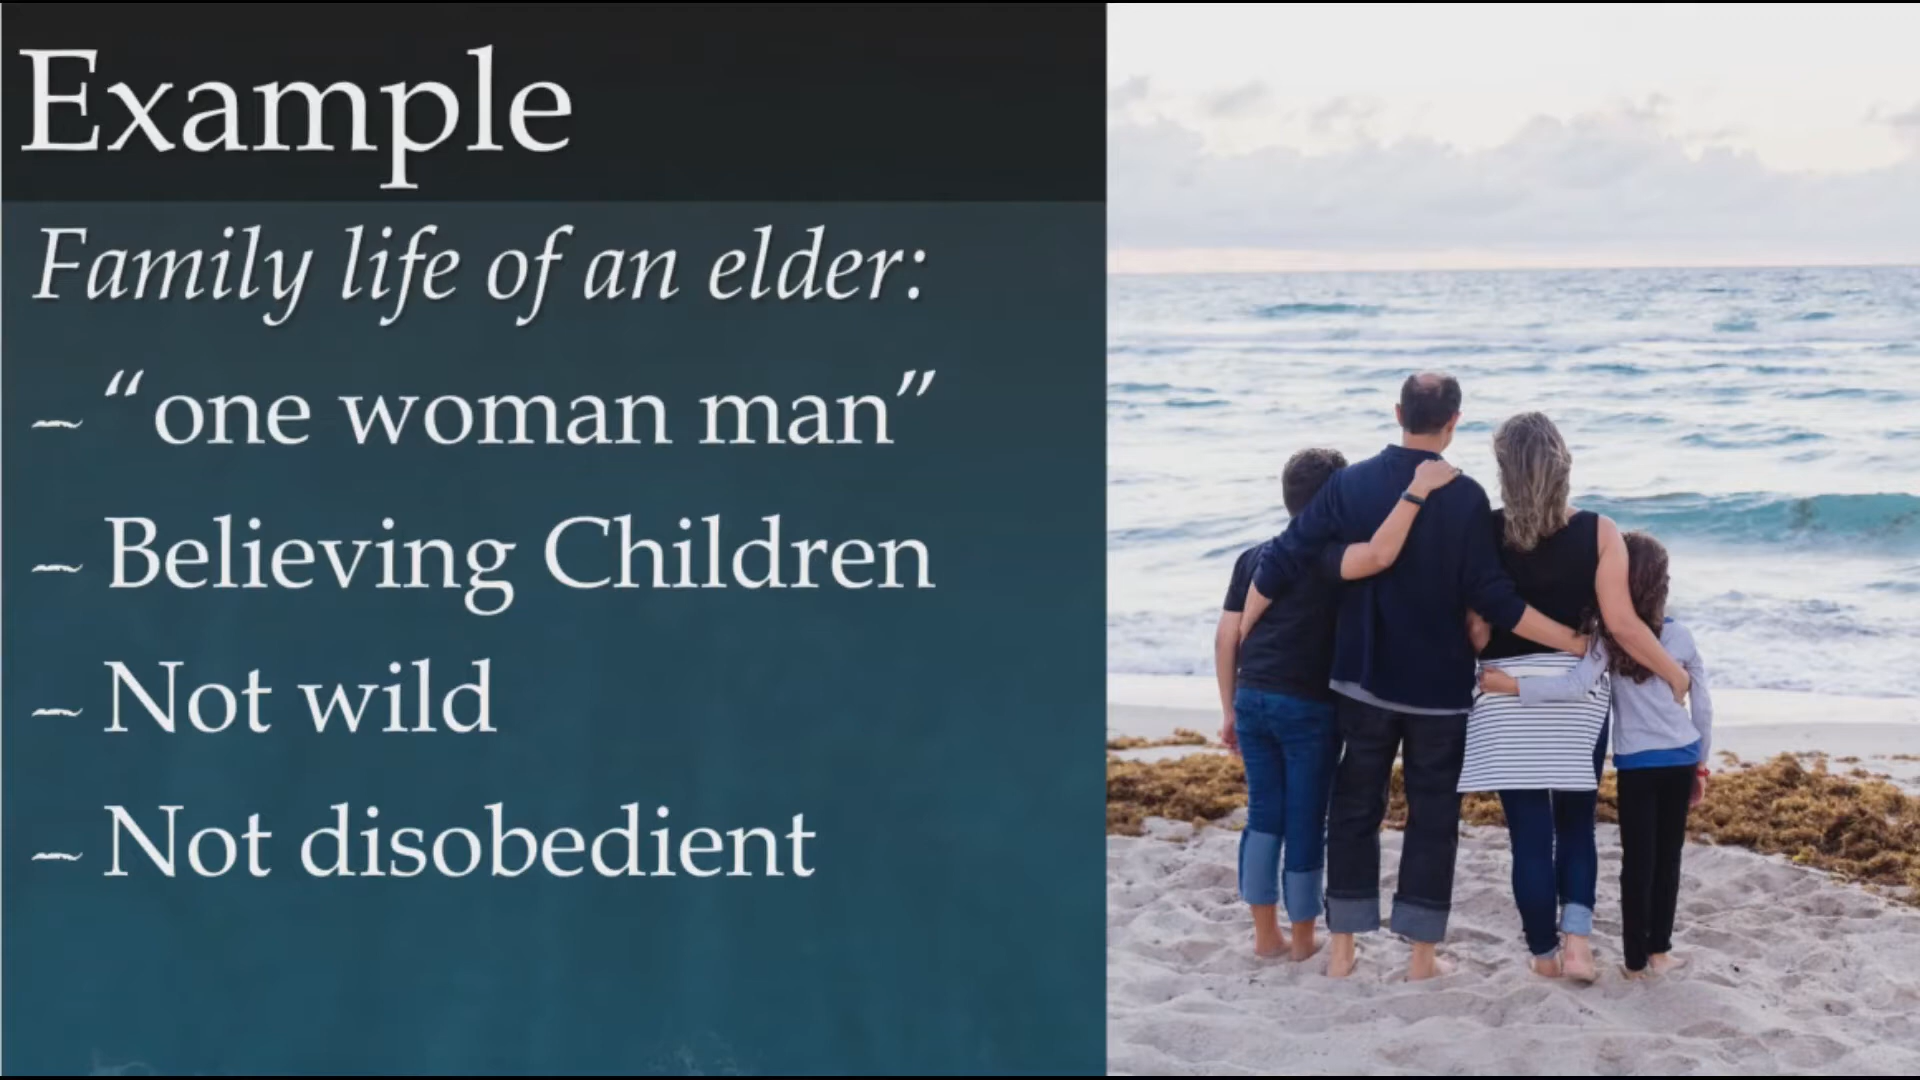 Example
Family life of an elder:
~ “one woman man”
~ Believing Children
~ Not wild
~ Not disobedient